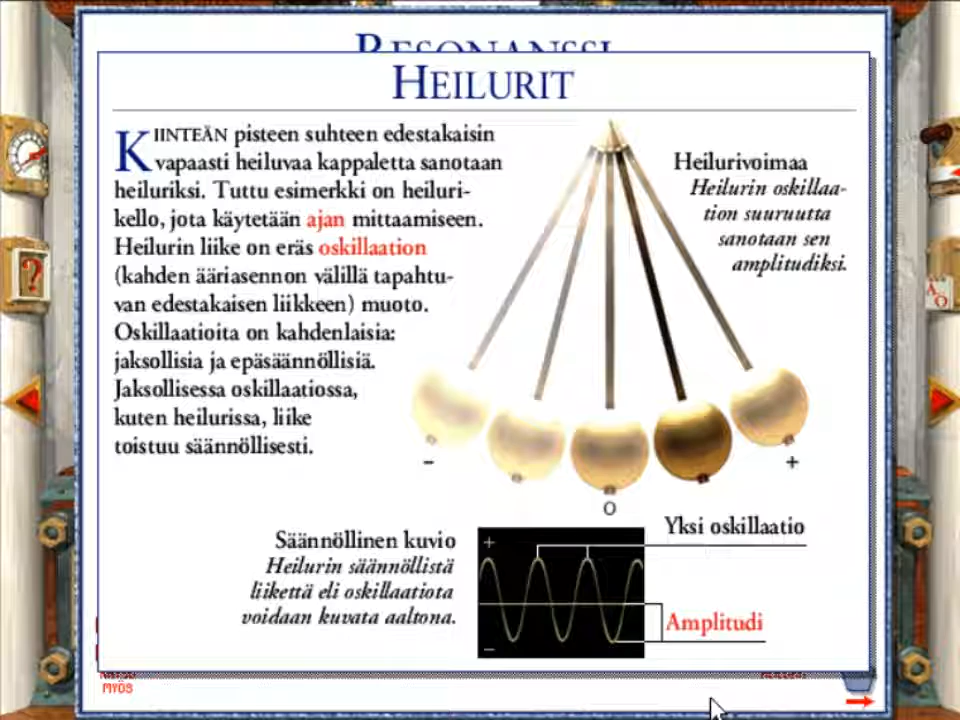 RESONANSSI
HEILURIT
KIINTEÄN pisteen suhteen edestakaisin
vapaasti heiluvaa kappaletta sanotaan
heiluriksi. Tuttu esimerkki on heiluri-
kello, jota käytetään ajan mittaamiseen.
Heilurin liike on eräs oskillaation
(kahden ääriasennon välillä tapahtu-
van edestakaisen liikkeen) muoto.
Oskillaatioita on kahdenlaisia:
jaksollisia ja epäsäännöllisiä.
Jaksollisessa oskillaatiossa,
kuten heilurissa, liike
toistuu säännöllisesti.
Heilurivoimaa
Heilurin oskillaa-
tion suuruutta
sanotaan sen
amplitudiksi.
-
+
O
Säännöllinen kuvio
Heilurin säännöllistä
liikettä eli oskillaatiota
voidaan kuvata aaltona.
+
-
Yksi oskillaatio
Amplitudi
MYÖS
?
A
O